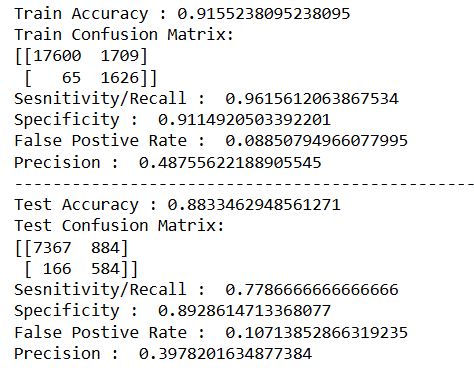 Train Accuracy : 0.9155238095238095
Train Confusion Matrix:
[[17600  1709]
 [   65  1626]]
Sesnitivity/Recall :  0.9615612063867534
Specificity :  0.9114920503392201
False Postive Rate :  0.08850794966077995
Precision :  0.48755622188905545
------------------------------------------------
Test Accuracy : 0.8833462948561271
Test Confusion Matrix:
[[7367  884]
 [ 166  584]]
Sesnitivity/Recall :  0.7786666666666666
Specificity :  0.8928614713368077
False Postive Rate :  0.10713852866319235
Precision :  0.3978201634877384